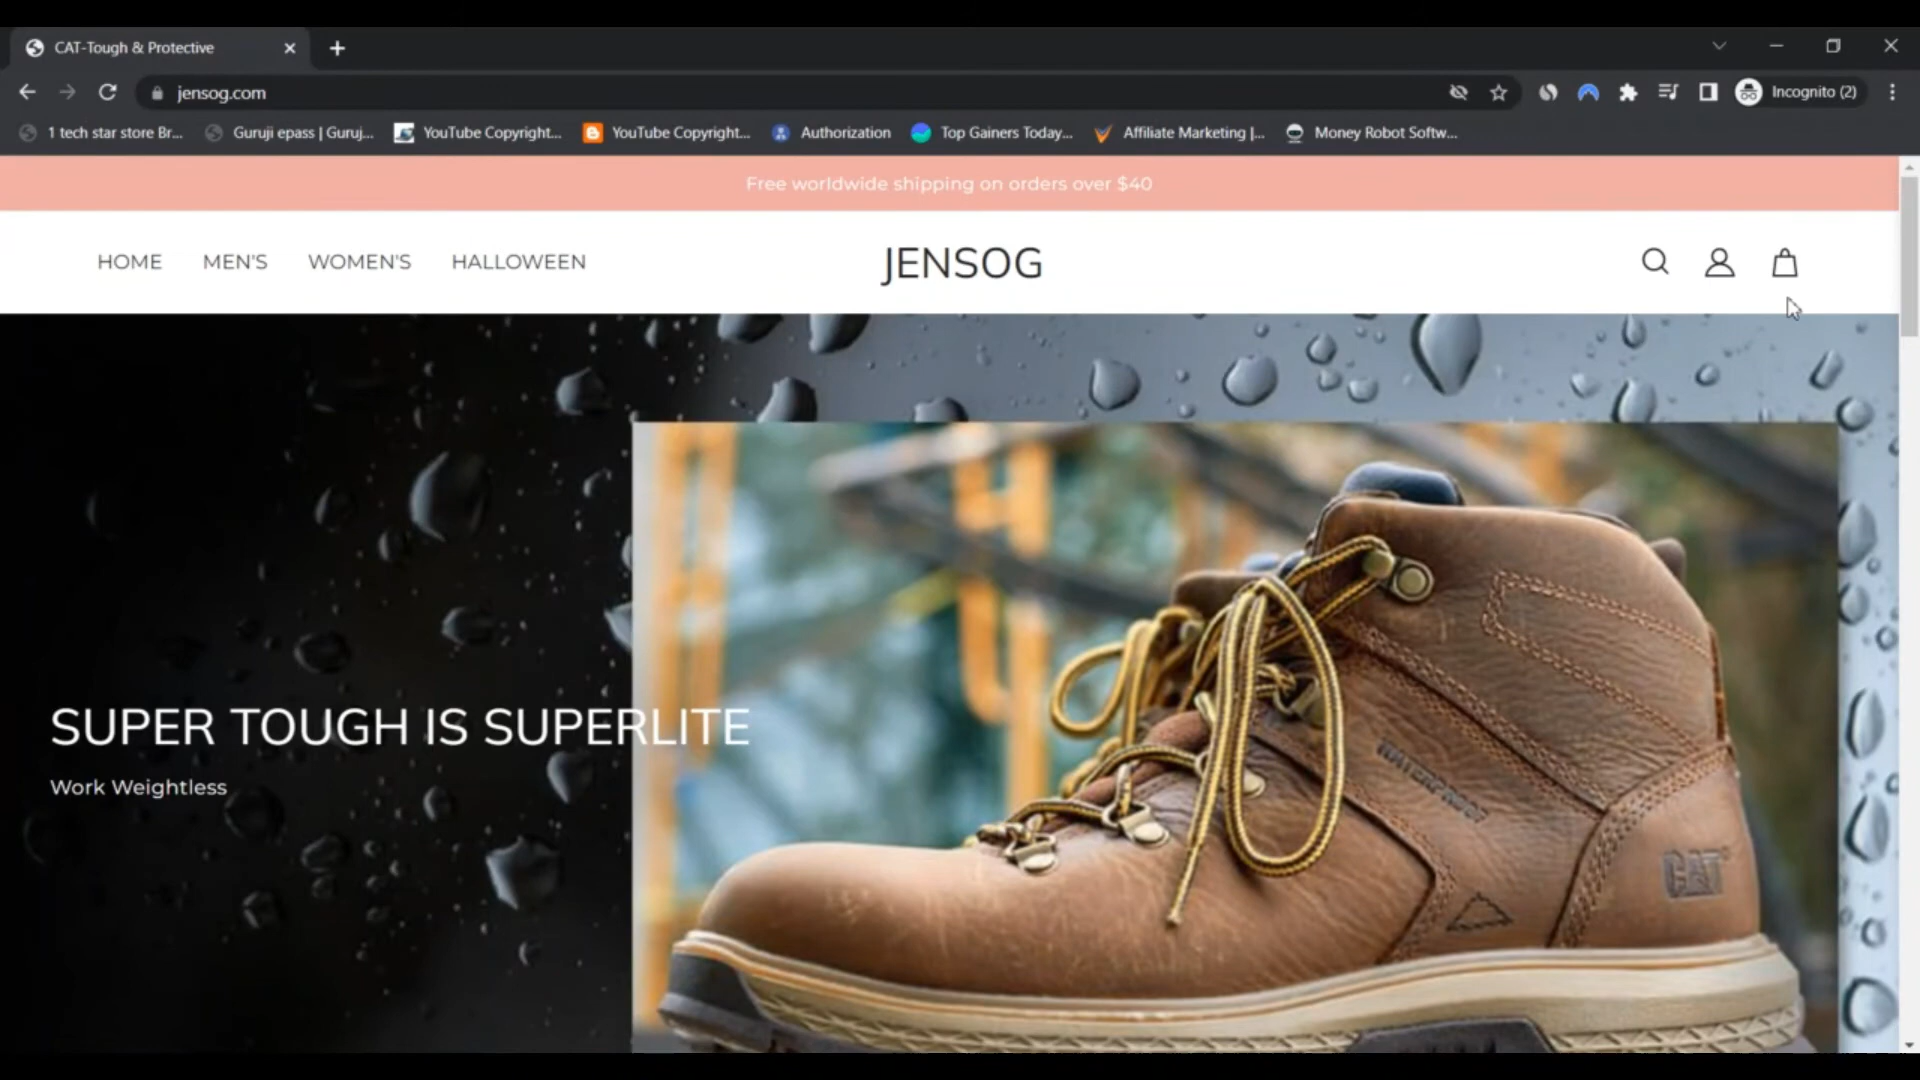 CAT-Tough & Protective
jensog.com
Incognito (2)
1 tech star store Br...
Guruji epass | Guruj...
YouTube Copyright...
YouTube Copyright...
Authorization
Top Gainers Today...
Affiliate Marketing |...
Money Robot Softw...
Free worldwide shipping on orders over $40
HOME
MEN'S
WOMEN'S
HALLOWEEN
JENSOG
SUPER TOUGH IS SUPERLITE
Work Weightless
WATERPROOF
CAT